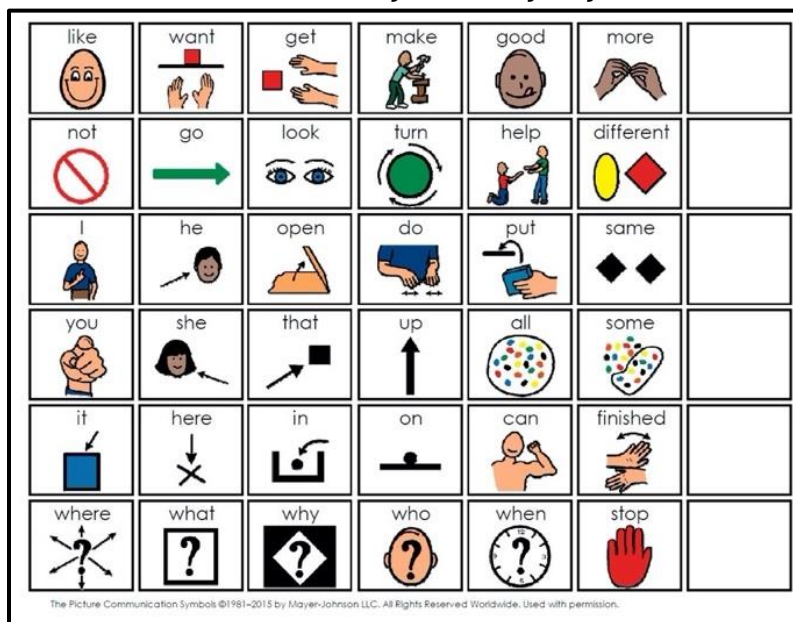 like want get make good more
not go look turn help different
I he open do put same
you she that up all some
it here in on can finished
where what why who when stop
The Picture Communication Symbols ©1981–2015 by Mayer-Johnson LLC. All Rights Reserved Worldwide. Used with permission.